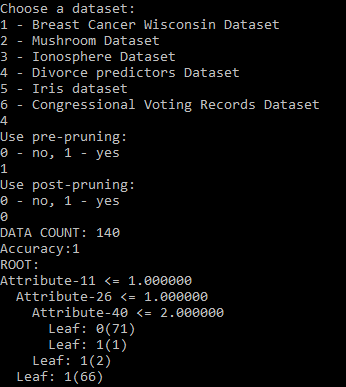 Choose a dataset:
1 - Breast Cancer Wisconsin Dataset
2 - Mushroom Dataset
3 - Ionosphere Dataset
4 - Divorce predictors Dataset
5 - Iris dataset
6 - Congressional Voting Records Dataset
4
Use pre-pruning:
0 - no, 1 - yes
1
Use post-pruning:
0 - no, 1 - yes
0
DATA COUNT: 140
Accuracy:1
ROOT:
Attribute-11 <= 1.000000
  Attribute-26 <= 1.000000
    Attribute-40 <= 2.000000
      Leaf: 0(71)
      Leaf: 1(1)
    Leaf: 1(2)
  Leaf: 1(66)